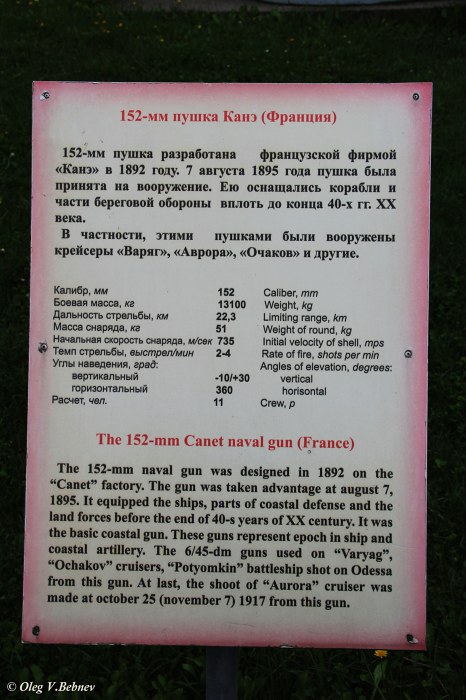 152-мм пушка Канэ (Франция)
152-мм пушка разработана французской фирмой
«Канэ» в 1892 году. 7 августа 1895 года пушка была
принята на вооружение. Ею оснащались корабли и
части береговой обороны вплоть до конца 40-х гг. XX
века.
В частности, этими пушками были вооружены
крейсеры «Варяг», «Аврора», «Очаков» и другие.
Калибр, мм 152 Caliber, mm
Боевая масса, кг 13100 Weight, kg
Дальность стрельбы, км 22,3 Limiting range, km
Масса снаряда, кг 51 Weight of round, kg
Начальная скорость снаряда, м/сек 735 Initial velocity of shell, mps
Темп стрельбы, выстрел/мин 2-4 Rate of fire, shots per min
Углы наведения, град: Angles of elevation, degrees:
вертикальный -10/+30 vertical
горизонтальный 360 horisontal
Расчет, чел. 11 Crew, p
The 152-mm Canet naval gun (France)
The 152-mm naval gun was designed in 1892 on the
“Canet” factory. The gun was taken advantage at august 7,
1895. It equipped the ships, parts of coastal defense and the
land forces before the end of 40-s years of XX century. It was
the basic coastal gun. These guns represent epoch in ship and
coastal artillery. The 6/45-dm guns used on “Varyag”,
“Ochakov” cruisers, “Potyomkin” battleship shot on Odessa
from this gun. At last, the shoot of “Aurora” cruiser was
made at october 25 (november 7) 1917 from this gun.
© Oleg V.Bebnev